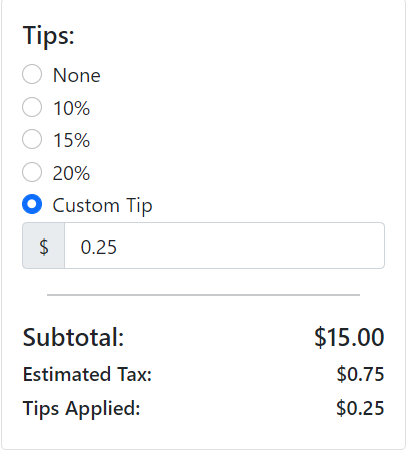 Tips:
None
10%
15%
20%
Custom Tip
$ 0.25
Subtotal: $15.00
Estimated Tax: $0.75
Tips Applied: $0.25